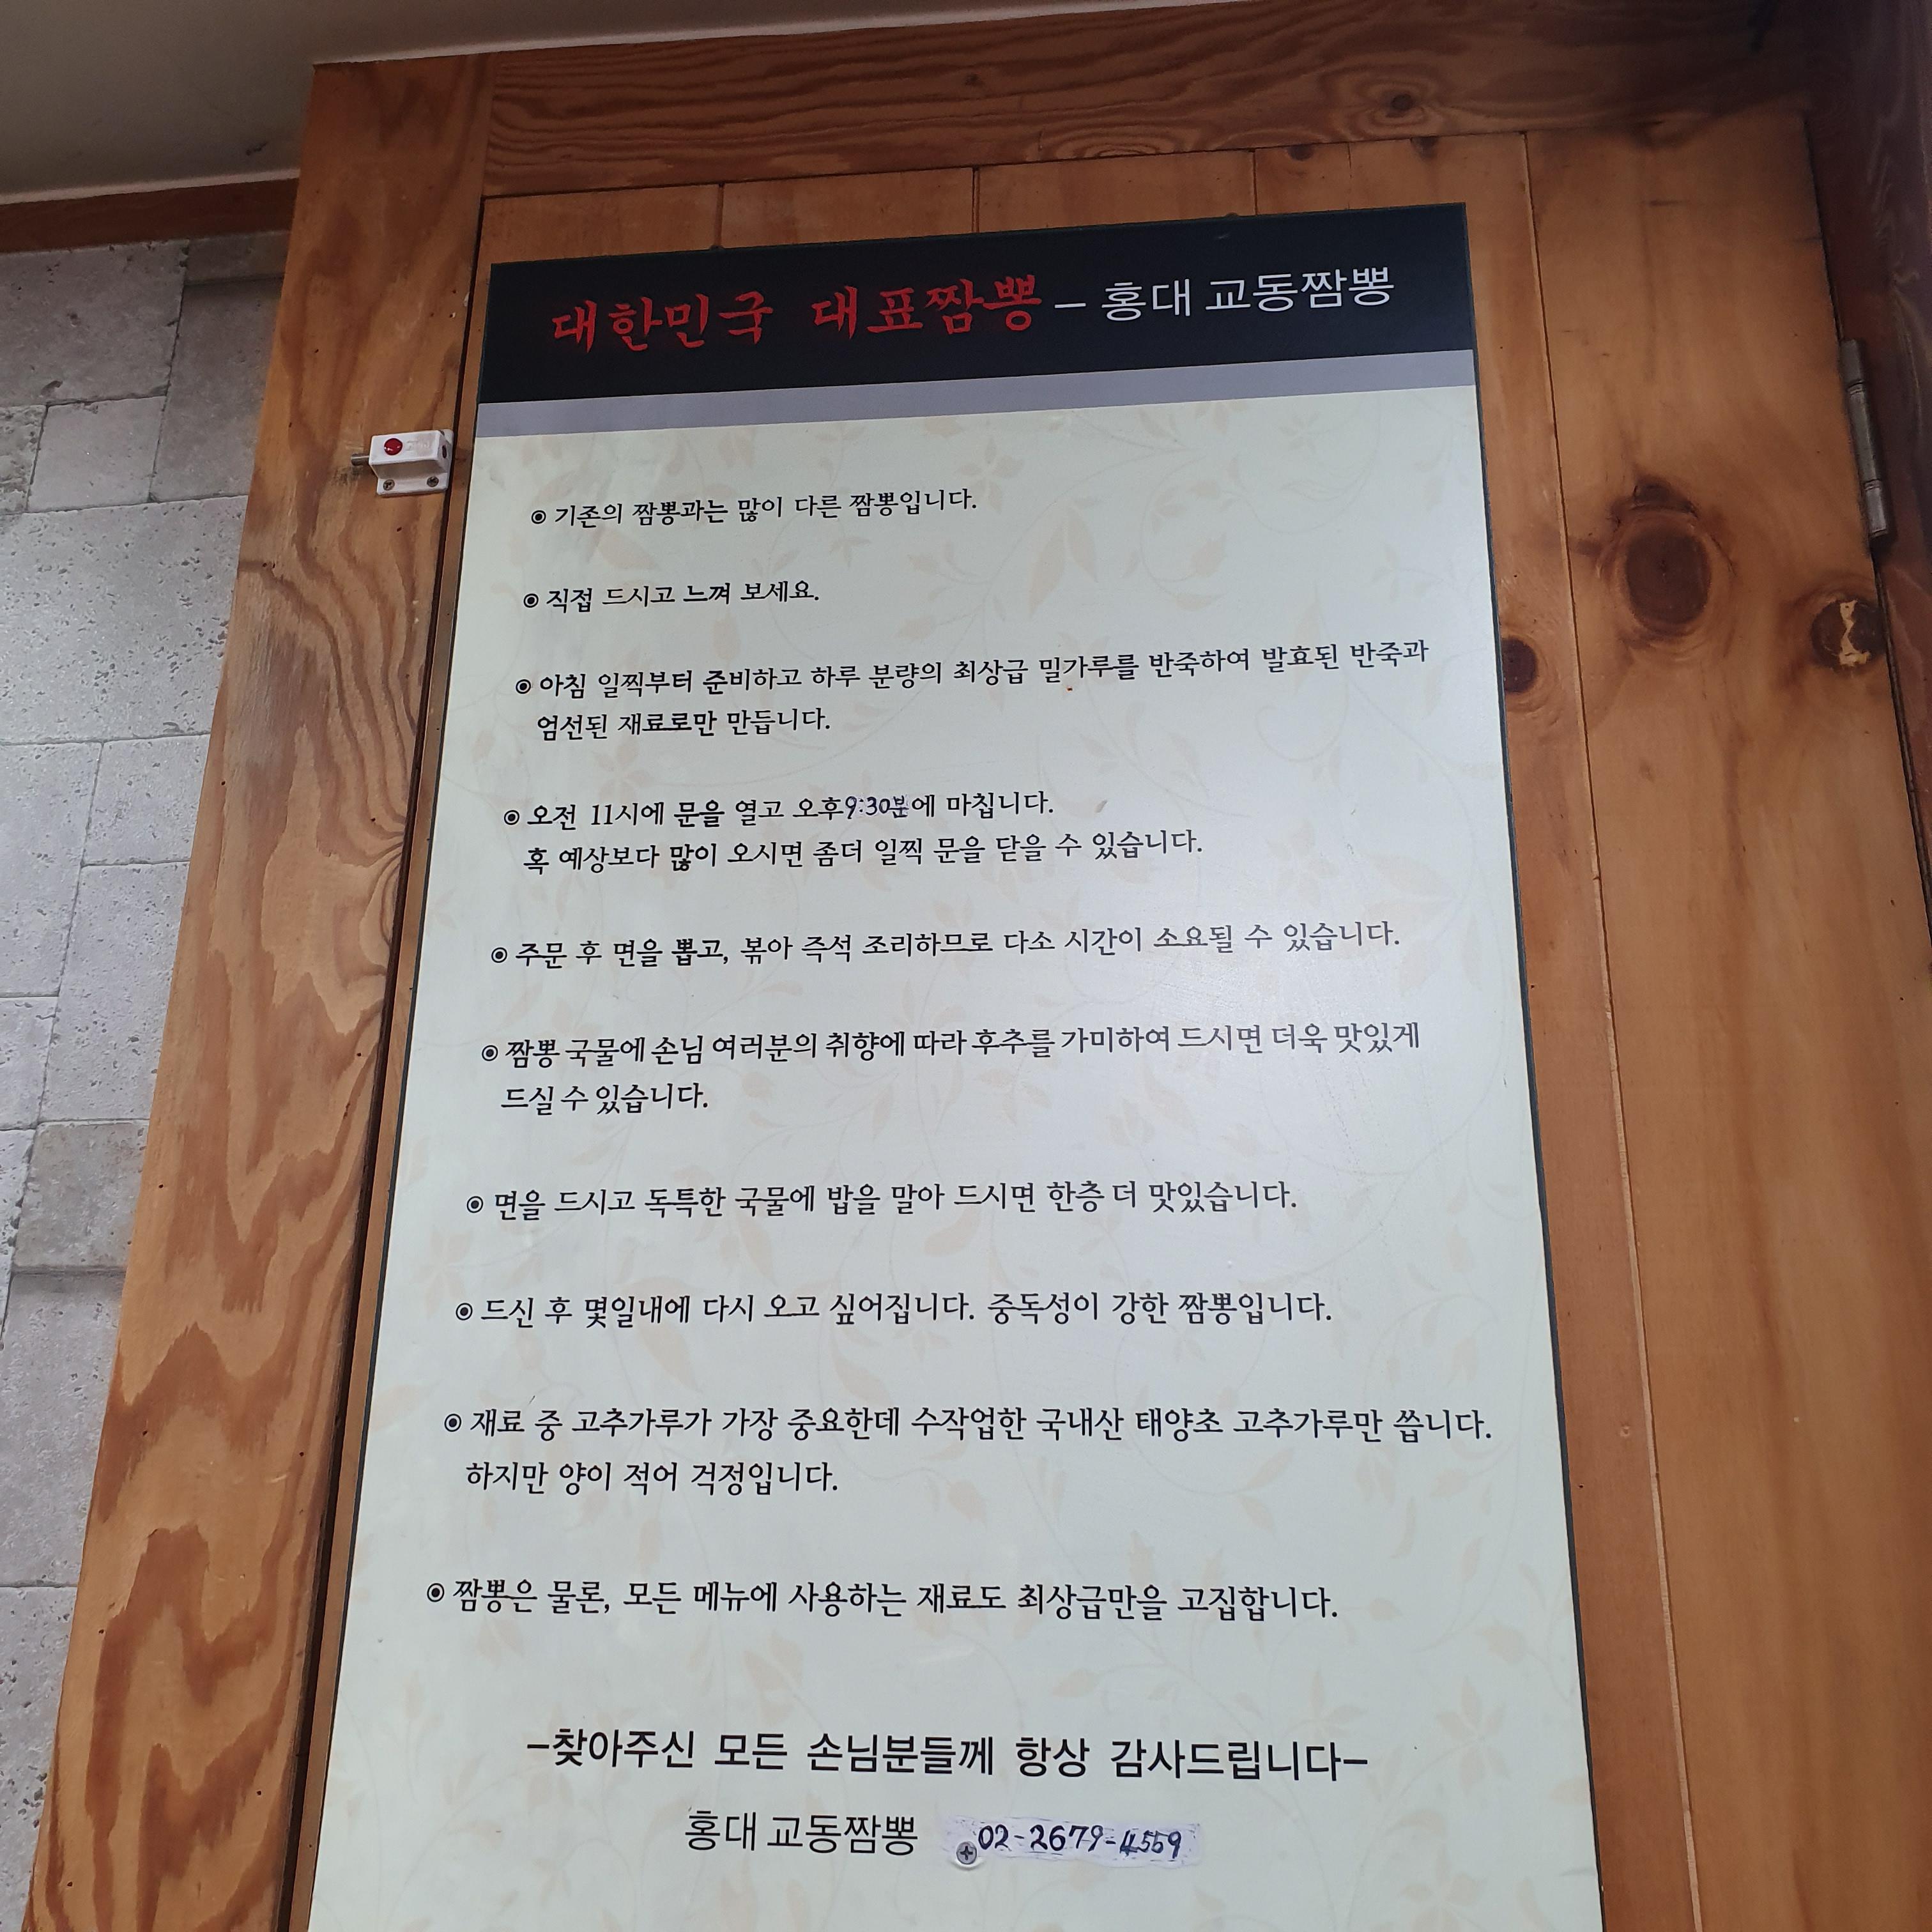 대한민국 대표짬뽕 - 홍대 교동짬뽕
◉ 기존의 짬뽕과는 많이 다른 짬뽕입니다.
◉ 직접 드시고 느껴 보세요.
◉ 아침 일찍부터 준비하고 하루 분량의 최상급 밀가루를 반죽하여 발효된 반죽과
엄선된 재료로만 만듭니다.
◉ 오전 11시에 문을 열고 오후9:30분에 마칩니다.
혹 예상보다 많이 오시면 좀더 일찍 문을 닫을 수 있습니다.
◉ 주문 후 면을 뽑고, 볶아 즉석 조리하므로 다소 시간이 소요될 수 있습니다.
◉ 짬뽕 국물에 손님 여러분의 취향에 따라 후추를 가미하여 드시면 더욱 맛있게
드실 수 있습니다.
◉ 면을 드시고 독특한 국물에 밥을 말아 드시면 한층 더 맛있습니다.
◉ 드신 후 몇일내에 다시 오고 싶어집니다. 중독성이 강한 짬뽕입니다.
◉ 재료 중 고추가루가 가장 중요한데 수작업한 국내산 태양초 고추가루만 씁니다.
하지만 양이 적어 걱정입니다.
◉ 짬뽕은 물론, 모든 메뉴에 사용하는 재료도 최상급만을 고집합니다.
-찾아주신 모든 손님분들께 항상 감사드립니다-
홍대 교동짬뽕 02-2679-4559